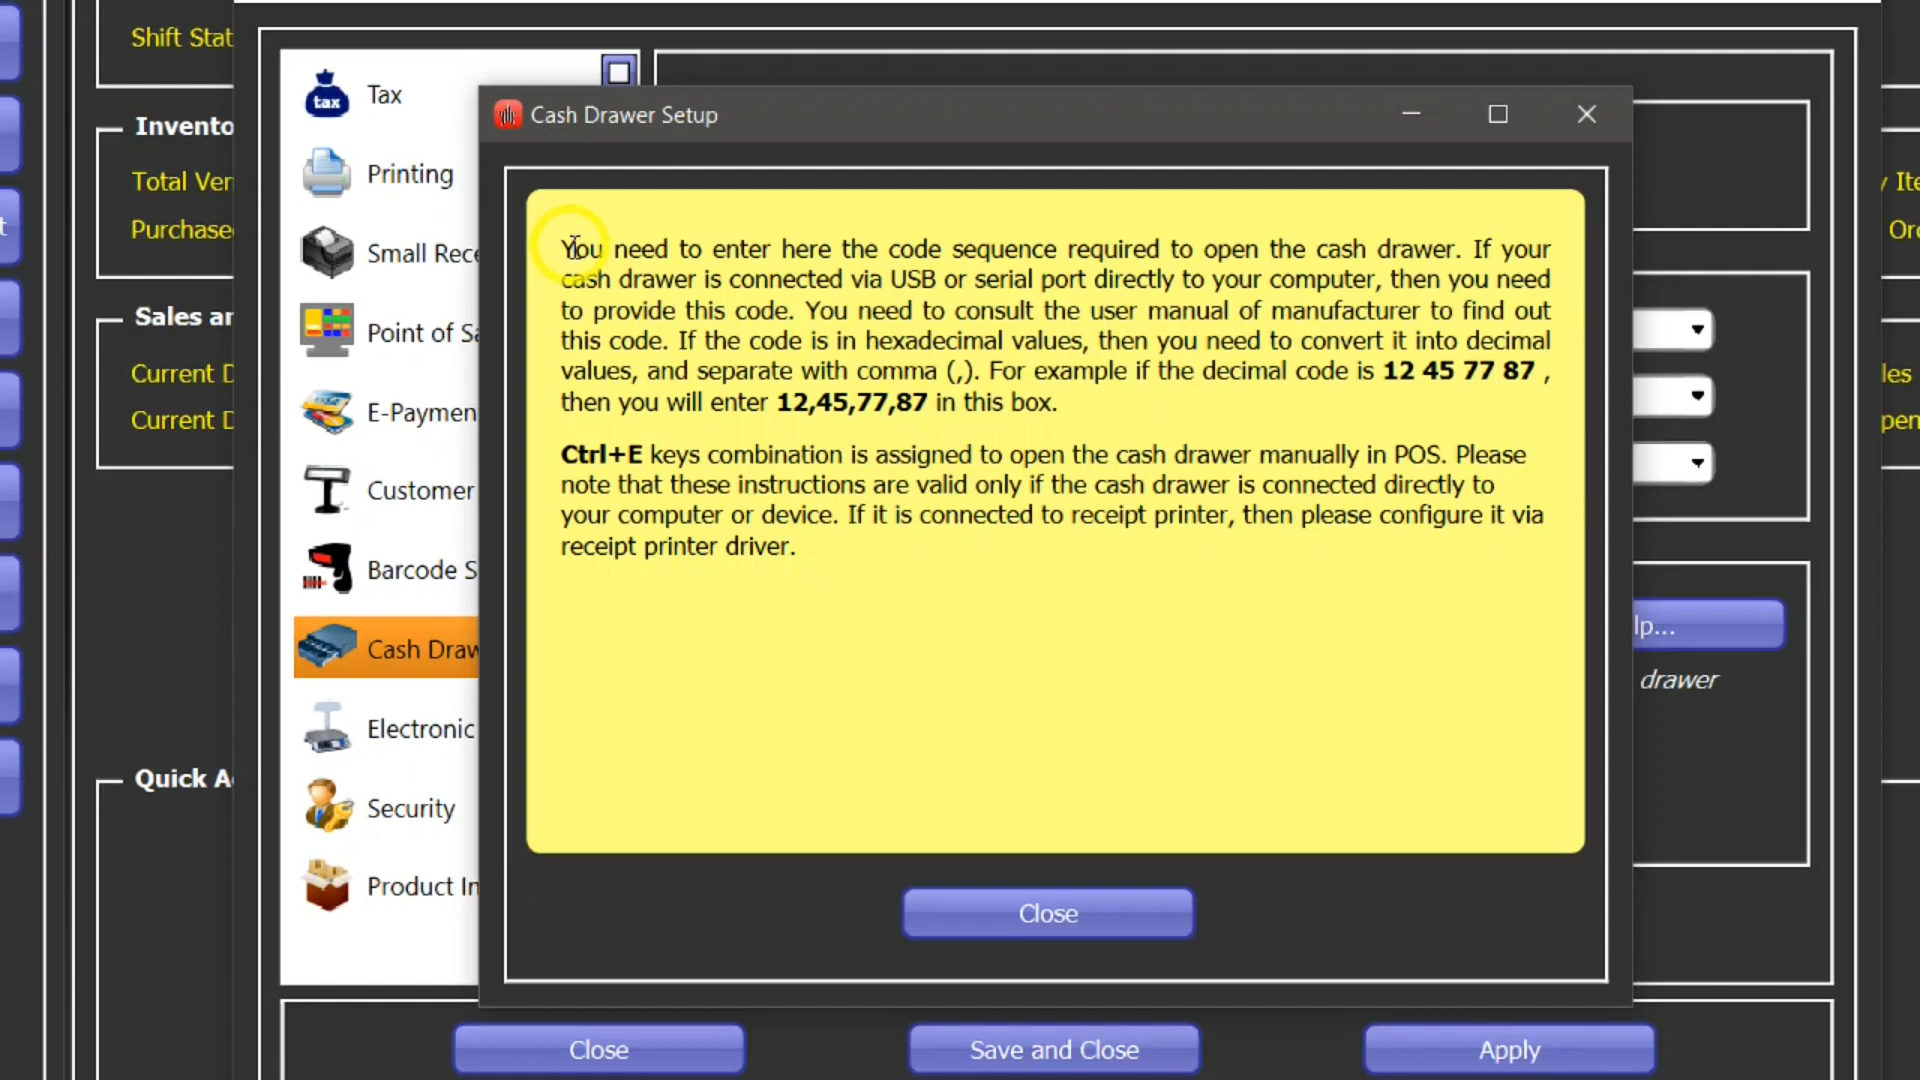 Shift Stat
Invento
Total Ven
Purchase
Sales an
Current D
Current D
Quick A
t
tax
Tax
Printing
Small Rece
Point of Sa
E-Paymen
Customer
Barcode S
Cash Draw
Electronic
Security
Product In
Cash Drawer Setup
You need to enter here the code sequence required to open the cash drawer. If your
cash drawer is connected via USB or serial port directly to your computer, then you need
to provide this code. You need to consult the user manual of manufacturer to find out
this code. If the code is in hexadecimal values, then you need to convert it into decimal
values, and separate with comma (,). For example if the decimal code is 12 45 77 87 ,
then you will enter 12,45,77,87 in this box.
Ctrl+E keys combination is assigned to open the cash drawer manually in POS. Please
note that these instructions are valid only if the cash drawer is connected directly to
your computer or device. If it is connected to receipt printer, then please configure it via
receipt printer driver.
Close
lp...
drawer
y Ite
Ord
les
pen
Close
Save and Close
Apply